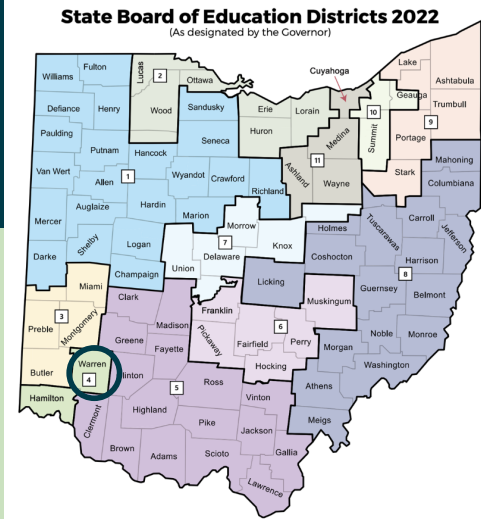 State Board of Education Districts 2022
(As designated by the Governor)
Lake
Fulton
Lucas
2
Ottawa
Cuyahoga
Williams
Ashtabula
Geauga
Defiance
Henry
Wood
Sandusky
Erie
Lorain
10
Trumbull
Paulding
Huron
Medina
Summit
9
Portage
Putnam
Hancock
Seneca
11
Mahoning
Van Wert
1
Wyandot
Crawford
Ashland
Wayne
Stark
Columbiana
Allen
Richland
Auglaize
Hardin
Marion
Morrow
Carroll
Mercer
Holmes
Tuscarawas
Jefferson
Shelby
Logan
7
Knox
Coshocton
Harrison
Darke
Union
Delaware
8
Champaign
Licking
Guernsey
Belmont
Miami
Clark
Franklin
Muskingum
3
Madison
6
Preble
Montgomery
Greene
Pickaway
Fairfield
Perry
Noble
Monroe
Fayette
Morgan
Washington
Warren
Hocking
Butler
4
linton
5
Ross
Athens
Hamilton
Vinton
Highland
Clermont
Pike
Meigs
Jackson
Brown
Adams
Scioto
Gallia
Lawrence